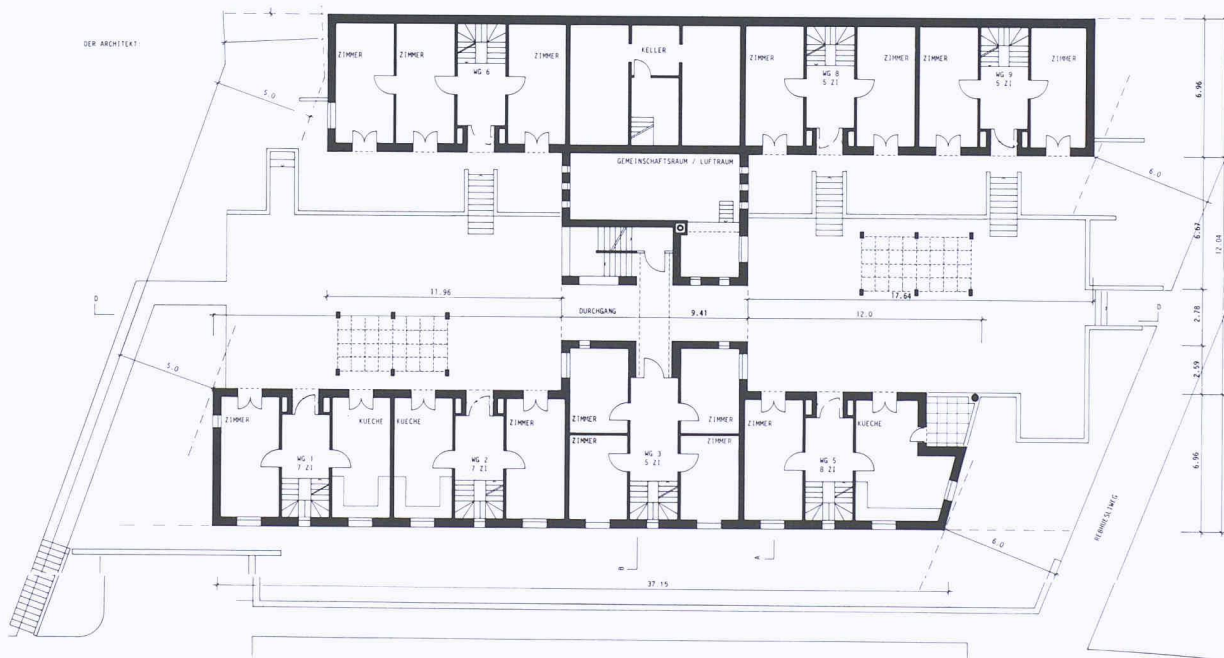 DER ARCHITEKT:
ZIMMER
ZIMMER
WG 6
ZIMMER
KELLER
ZIMMER
WG 8
5 ZI
ZIMMER
ZIMMER
WG 9
5 ZI
ZIMMER
6.96
5.0
GEMEINSCHAFTSRAUM / LUFTRAUM
6.0
6.67
12.04
11.96
17.64
D
DURCHGANG
9.41
12.0
2.78
D
5.0
2.59
ZIMMER
KUECHE
KUECHE
ZIMMER
ZIMMER
ZIMMER
ZIMMER
KUECHE
WG 1
7 ZI
WG 2
7 ZI
ZIMMER
WG 3
5 ZI
ZIMMER
WG 5
8 ZI
6.96
REBHUESLIWEG
B
A
6.0
37.15